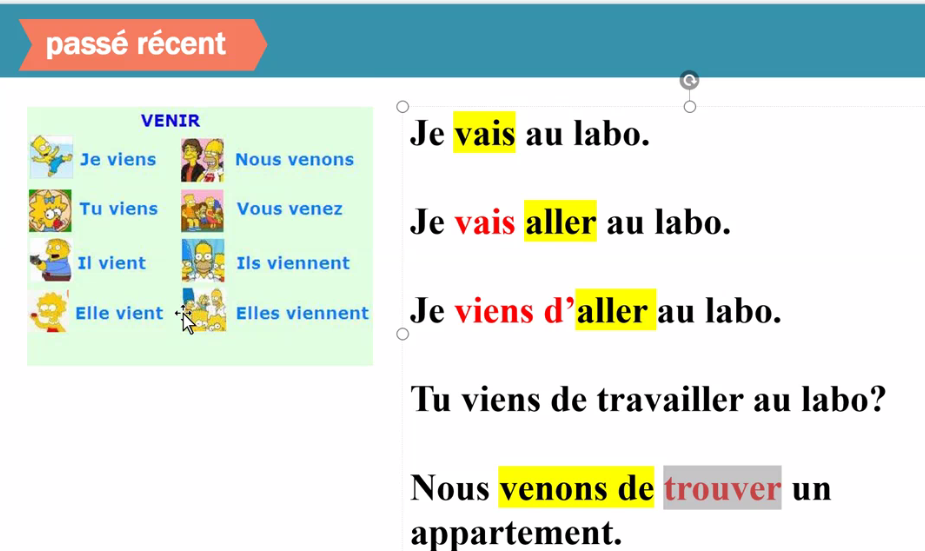 passé récent
VENIR
Je viens
Nous venons
Tu viens
Vous venez
Il vient
Ils viennent
Elle vient
Elles viennent
Je vais au labo.
Je vais aller au labo.
Je viens d’aller au labo.
Tu viens de travailler au labo?
Nous venons de trouver un
appartement.